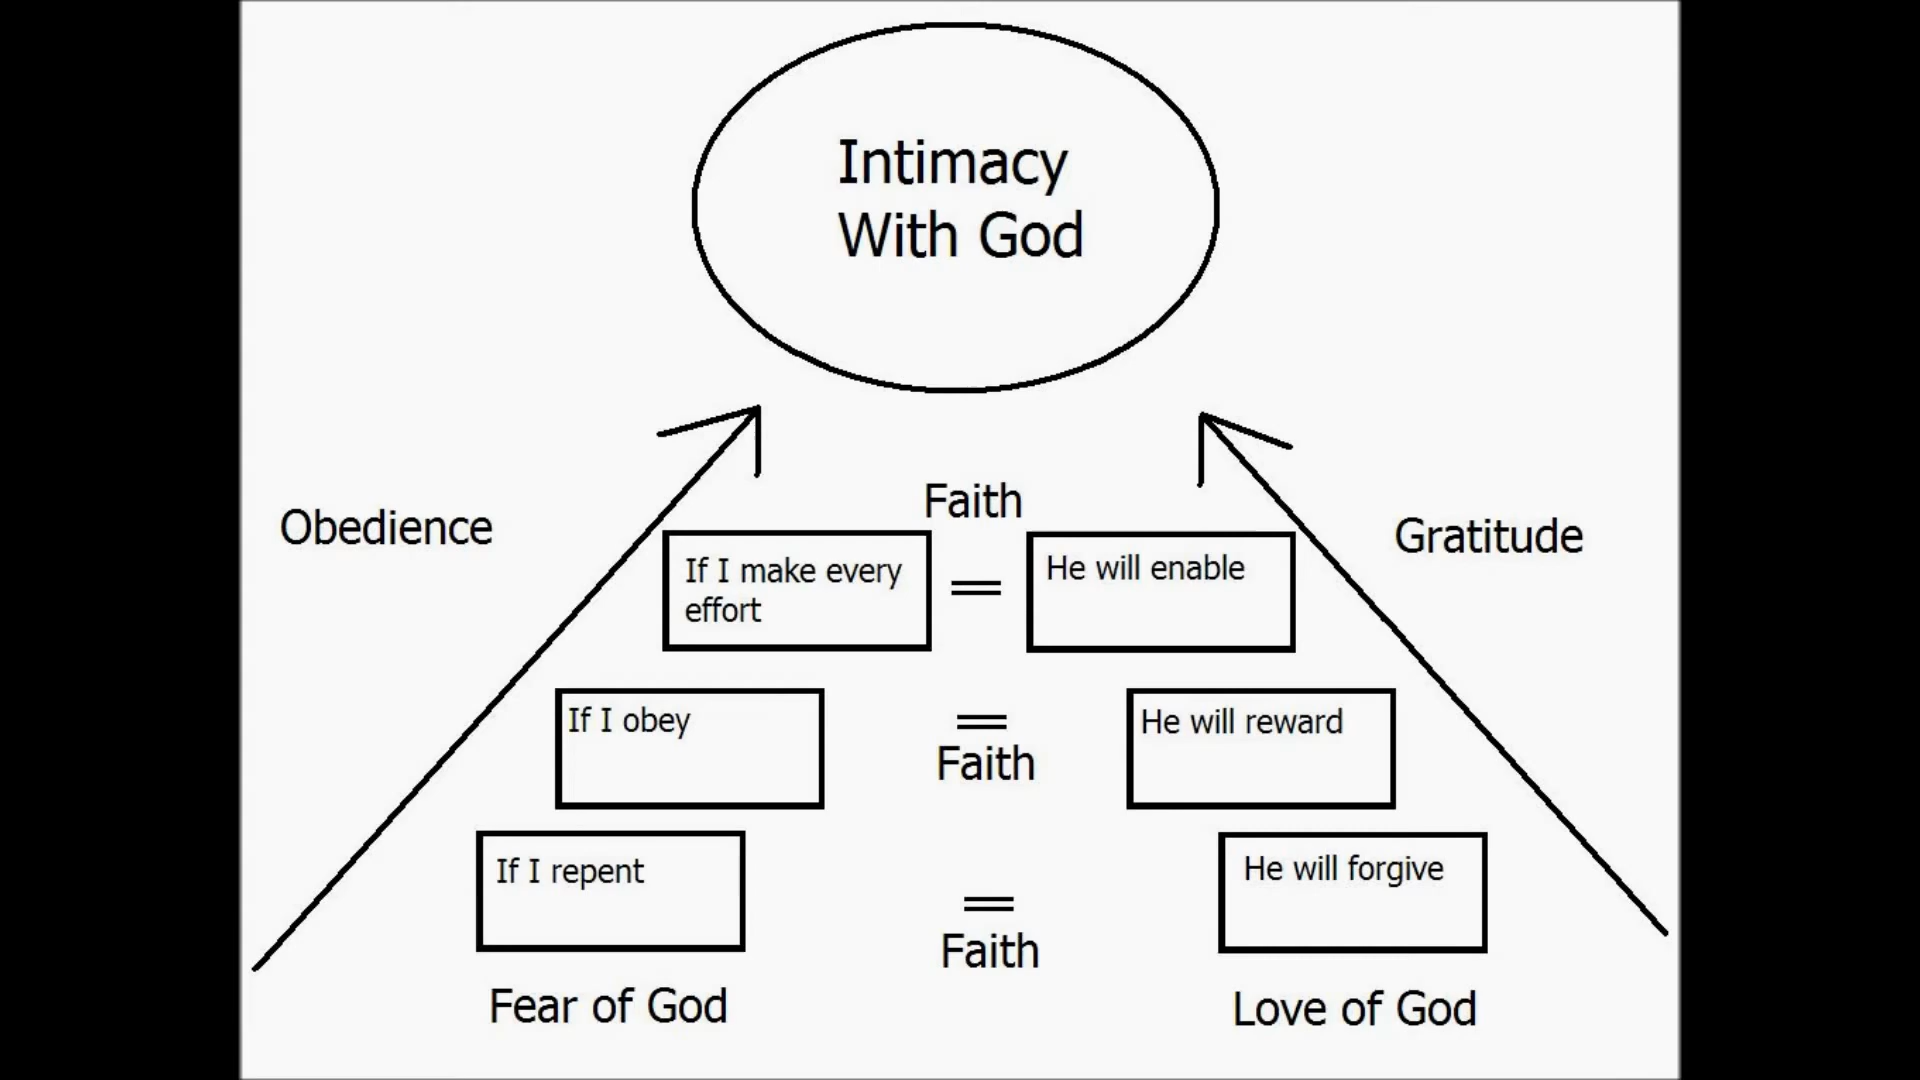 Intimacy
With God
Obedience
Faith
Gratitude
If I make every
effort
=
He will enable
If I obey
=
Faith
He will reward
If I repent
=
Faith
He will forgive
Fear of God
Love of God